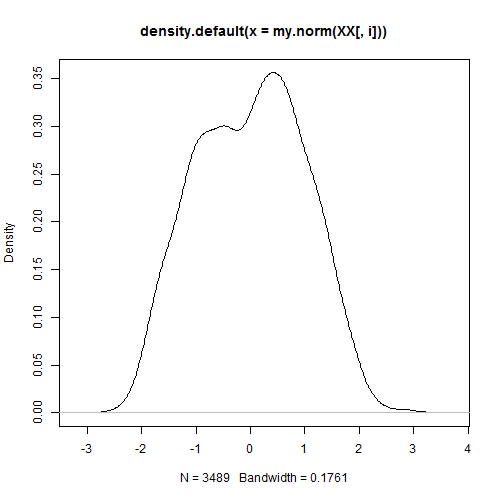 density.default(x = my.norm(XX[, i]))
Density
0.35
0.30
0.25
0.20
0.15
0.10
0.05
0.00
-3 -2 -1 0 1 2 3 4
N = 3489 Bandwidth = 0.1761